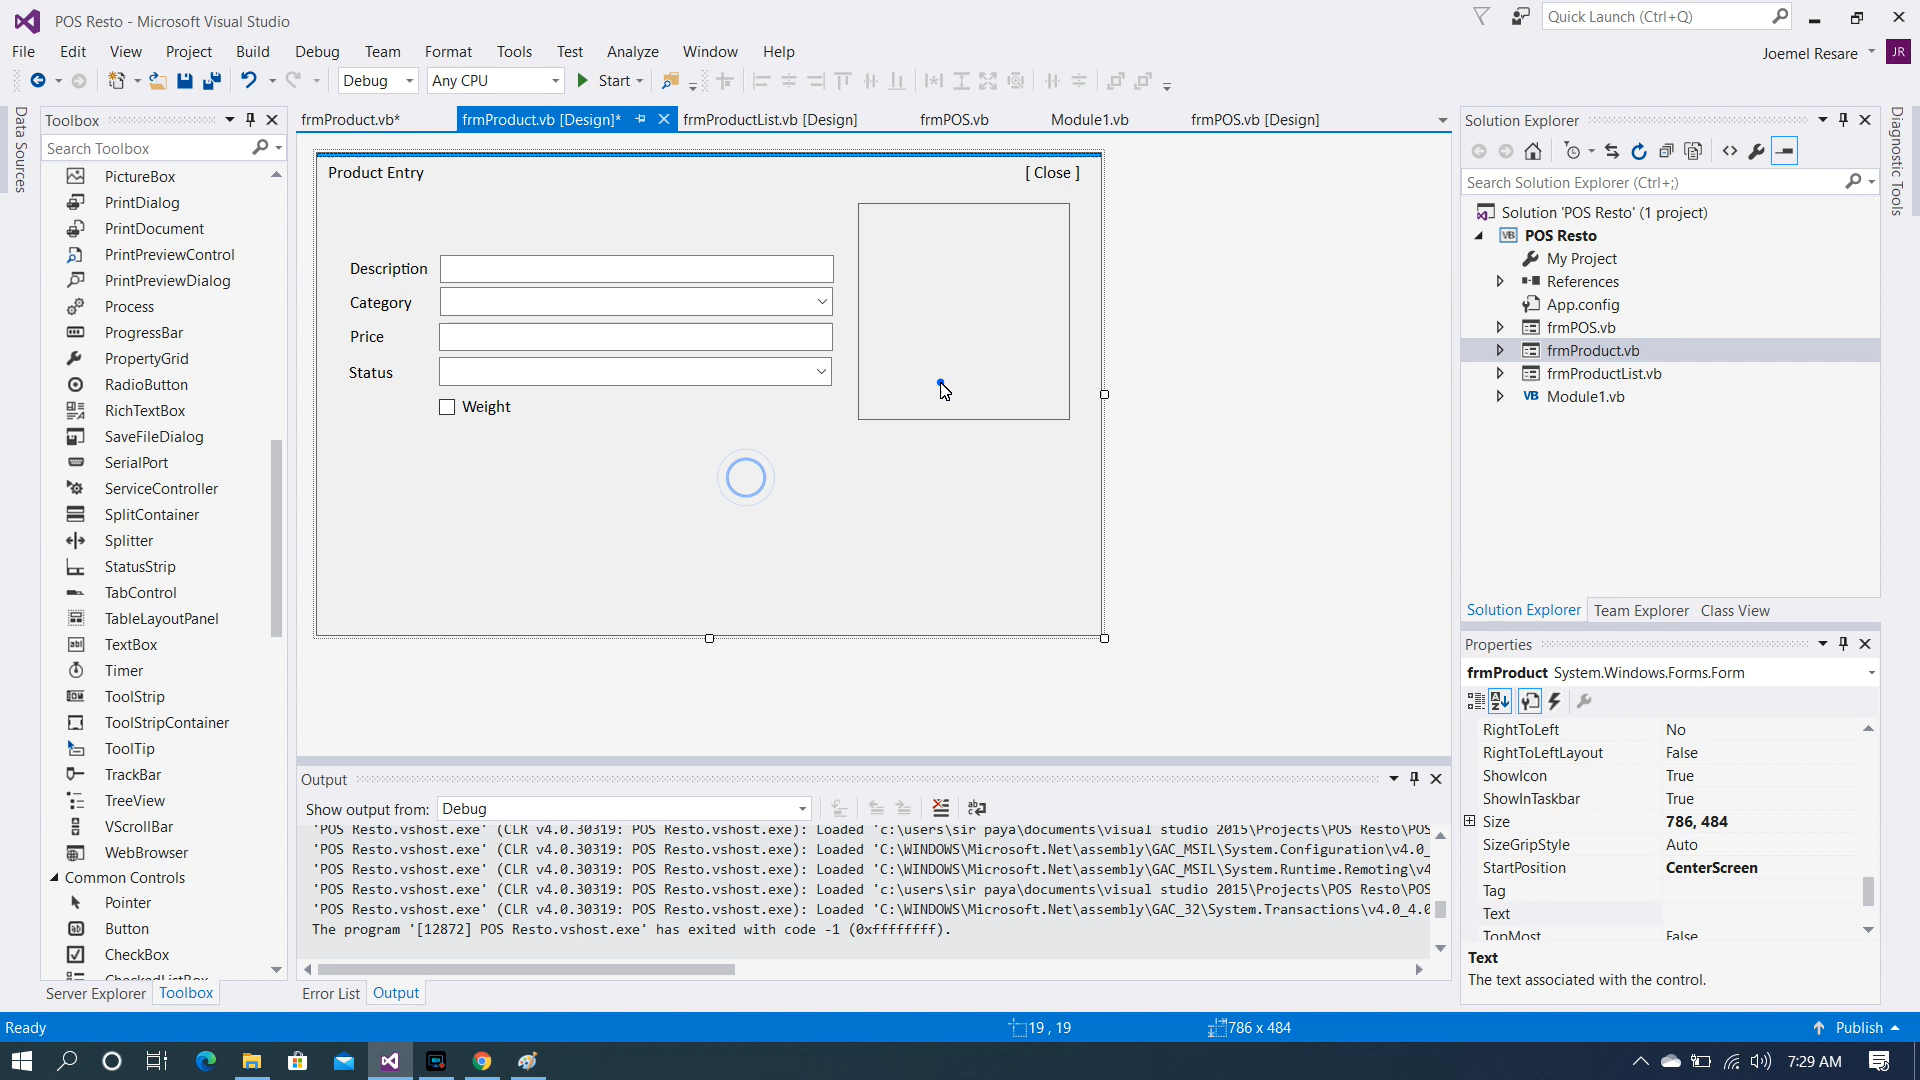 POS Resto - Microsoft Visual Studio
Quick Launch (Ctrl+Q)
File Edit View Project Build Debug Team Format Tools Test Analyze Window Help
Joemel Resare
JR
Debug
Any CPU
Start
Data Sources
Toolbox
Search Toolbox
PictureBox
PrintDialog
PrintDocument
PrintPreviewControl
PrintPreviewDialog
Process
ProgressBar
PropertyGrid
RadioButton
RichTextBox
SaveFileDialog
SerialPort
ServiceController
SplitContainer
Splitter
StatusStrip
TabControl
TableLayoutPanel
TextBox
Timer
ToolStrip
ToolStripContainer
ToolTip
TrackBar
TreeView
VScrollBar
WebBrowser
Common Controls
Pointer
Button
CheckBox
CheckedListBox
Server Explorer Toolbox
frmProduct.vb* frmProduct.vb [Design]* frmProductList.vb [Design] frmPOS.vb Module1.vb frmPOS.vb [Design]
Product Entry
[ Close ]
Description
Category
Price
Status
Weight
Output
Show output from: Debug
'POS Resto.vshost.exe' (CLR v4.0.30319: POS Resto.vshost.exe): Loaded 'c:\users\sir paya\documents\visual studio 2015\Projects\POS Resto\POS
'POS Resto.vshost.exe' (CLR v4.0.30319: POS Resto.vshost.exe): Loaded 'C:\WINDOWS\Microsoft.Net\assembly\GAC_MSIL\System.Configuration\v4.0_
'POS Resto.vshost.exe' (CLR v4.0.30319: POS Resto.vshost.exe): Loaded 'C:\WINDOWS\Microsoft.Net\assembly\GAC_MSIL\System.Runtime.Remoting\v4
'POS Resto.vshost.exe' (CLR v4.0.30319: POS Resto.vshost.exe): Loaded 'c:\users\sir paya\documents\visual studio 2015\Projects\POS Resto\POS
'POS Resto.vshost.exe' (CLR v4.0.30319: POS Resto.vshost.exe): Loaded 'C:\WINDOWS\Microsoft.Net\assembly\GAC_32\System.Transactions\v4.0_4.0
The program '[12872] POS Resto.vshost.exe' has exited with code -1 (0xffffffff).
Error List Output
Solution Explorer
Search Solution Explorer (Ctrl+;)
Solution 'POS Resto' (1 project)
VB POS Resto
My Project
References
App.config
frmPOS.vb
frmProduct.vb
frmProductList.vb
VB Module1.vb
Solution Explorer Team Explorer Class View
Properties
frmProduct System.Windows.Forms.Form
RightToLeft No
RightToLeftLayout False
ShowIcon True
ShowInTaskbar True
Size 786, 484
SizeGripStyle Auto
StartPosition CenterScreen
Tag
Text
TopMost False
Text
The text associated with the control.
Diagnostic Tools
Ready
19 , 19
786 x 484
Publish
7:29 AM